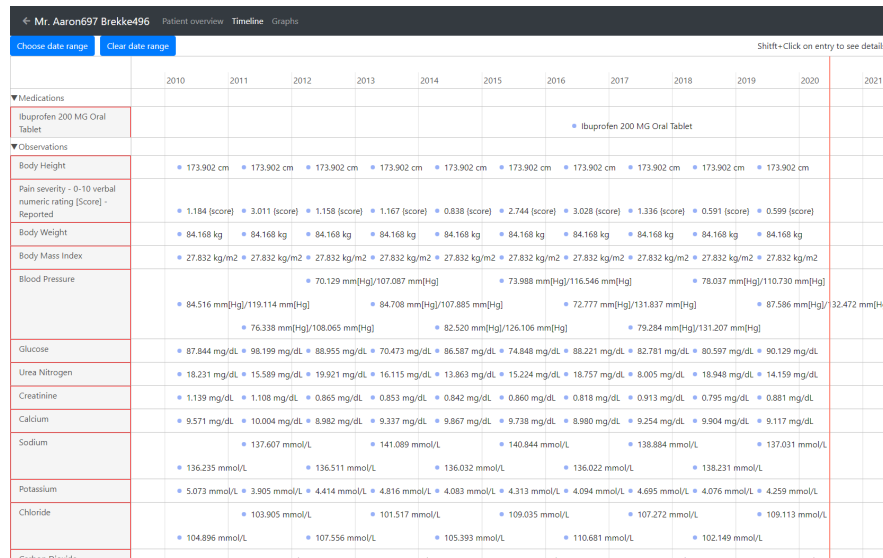 ← Mr. Aaron697 Brekke496 Patient overview Timeline Graphs
Choose date range Clear date range Shitft+Click on entry to see detail
2010 2011 2012 2013 2014 2015 2016 2017 2018 2019 2020 2021
▼Medications
Ibuprofen 200 MG Oral
Tablet
Ibuprofen 200 MG Oral Tablet
▼Observations
Body Height 173.902 cm 173.902 cm 173.902 cm 173.902 cm 173.902 cm 173.902 cm 173.902 cm 173.902 cm 173.902 cm 173.902 cm
Pain severity - 0-10 verbal
numeric rating [Score] -
Reported
1.184 {score} 3.011 {score} 1.158 {score} 1.167 {score} 0.838 {score} 2.744 {score} 3.028 {score} 1.336 {score} 0.591 {score} 0.599 {score}
Body Weight 84.168 kg 84.168 kg 84.168 kg 84.168 kg 84.168 kg 84.168 kg 84.168 kg 84.168 kg 84.168 kg 84.168 kg
Body Mass Index 27.832 kg/m2 27.832 kg/m2 27.832 kg/m2 27.832 kg/m2 27.832 kg/m2 27.832 kg/m2 27.832 kg/m2 27.832 kg/m2 27.832 kg/m2 27.832 kg/m2
Blood Pressure 70.129 mm[Hg]/107.087 mm[Hg] 73.988 mm[Hg]/116.546 mm[Hg] 78.037 mm[Hg]/110.730 mm[Hg]
84.516 mm[Hg]/119.114 mm[Hg] 84.708 mm[Hg]/107.885 mm[Hg] 72.777 mm[Hg]/131.837 mm[Hg] 87.586 mm[Hg]/132.472 mm[H
76.338 mm[Hg]/108.065 mm[Hg] 82.520 mm[Hg]/126.106 mm[Hg] 79.284 mm[Hg]/131.207 mm[Hg]
Glucose 87.844 mg/dL 98.199 mg/dL 88.955 mg/dL 70.473 mg/dL 86.587 mg/dL 74.848 mg/dL 88.221 mg/dL 82.781 mg/dL 80.597 mg/dL 90.129 mg/dL
Urea Nitrogen 18.231 mg/dL 15.589 mg/dL 19.921 mg/dL 16.115 mg/dL 13.863 mg/dL 15.224 mg/dL 18.757 mg/dL 8.005 mg/dL 18.948 mg/dL 14.159 mg/dL
Creatinine 1.139 mg/dL 1.108 mg/dL 0.865 mg/dL 0.853 mg/dL 0.842 mg/dL 0.860 mg/dL 0.818 mg/dL 0.913 mg/dL 0.795 mg/dL 0.881 mg/dL
Calcium 9.571 mg/dL 10.004 mg/dL 8.982 mg/dL 9.337 mg/dL 9.867 mg/dL 9.738 mg/dL 8.980 mg/dL 9.254 mg/dL 9.904 mg/dL 9.117 mg/dL
Sodium 137.607 mmol/L 141.089 mmol/L 140.844 mmol/L 138.884 mmol/L 137.031 mmol/L
136.235 mmol/L 136.511 mmol/L 136.032 mmol/L 136.022 mmol/L 138.231 mmol/L
Potassium 5.073 mmol/L 3.905 mmol/L 4.414 mmol/L 4.816 mmol/L 4.083 mmol/L 4.313 mmol/L 4.094 mmol/L 4.695 mmol/L 4.076 mmol/L 4.259 mmol/L
Chloride 103.905 mmol/L 101.517 mmol/L 109.035 mmol/L 107.272 mmol/L 109.113 mmol/L
104.896 mmol/L 107.556 mmol/L 105.393 mmol/L 110.681 mmol/L 102.149 mmol/L